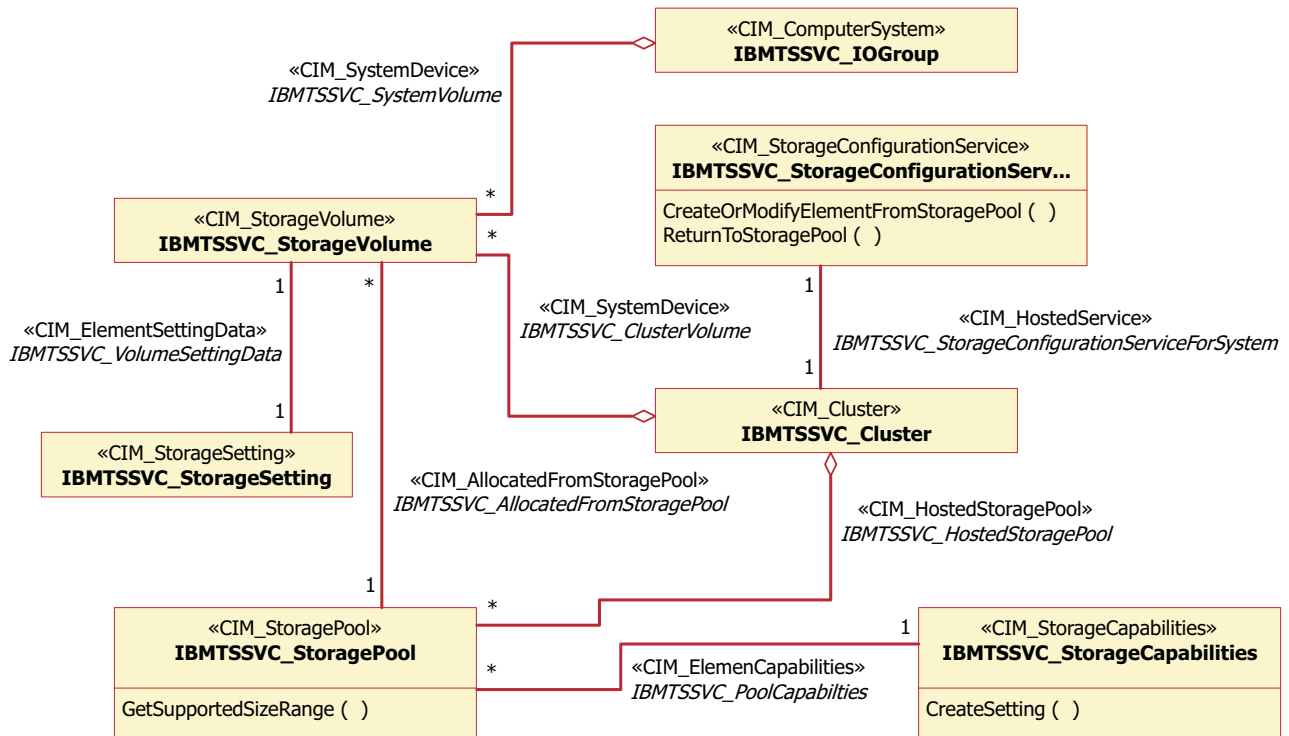 «CIM_ComputerSystem»
IBMTSSVC_IOGroup
«CIM_SystemDevice»
IBMTSSVC_SystemVolume
«CIM_StorageConfigurationService»
IBMTSSVC_StorageConfigurationServ...
CreateOrModifyElementFromStoragePool ( )
ReturnToStoragePool ( )
*
«CIM_StorageVolume»
IBMTSSVC_StorageVolume
*
1
*
1
«CIM_SystemDevice»
IBMTSSVC_ClusterVolume
«CIM_HostedService»
IBMTSSVC_StorageConfigurationServiceForSystem
«CIM_ElementSettingData»
IBMTSSVC_VolumeSettingData
1
1
«CIM_Cluster»
IBMTSSVC_Cluster
«CIM_StorageSetting»
IBMTSSVC_StorageSetting
«CIM_AllocatedFromStoragePool»
IBMTSSVC_AllocatedFromStoragePool
«CIM_HostedStoragePool»
IBMTSSVC_HostedStoragePool
1
*
«CIM_StoragePool»
IBMTSSVC_StoragePool
GetSupportedSizeRange ( )
*
«CIM_ElemenCapabilities»
IBMTSSVC_PoolCapabilties
1
«CIM_StorageCapabilities»
IBMTSSVC_StorageCapabilities
CreateSetting ( )